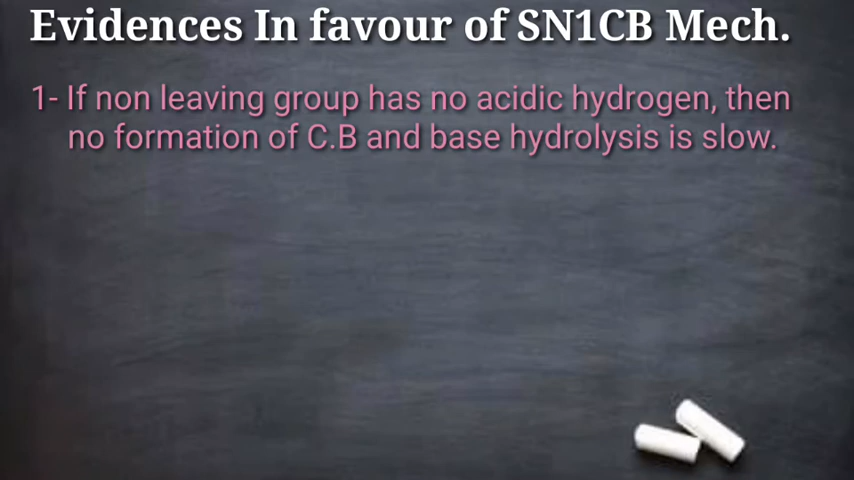 Evidences In favour of SN1CB Mech.
1- If non leaving group has no acidic hydrogen, then
no formation of C.B and base hydrolysis is slow.